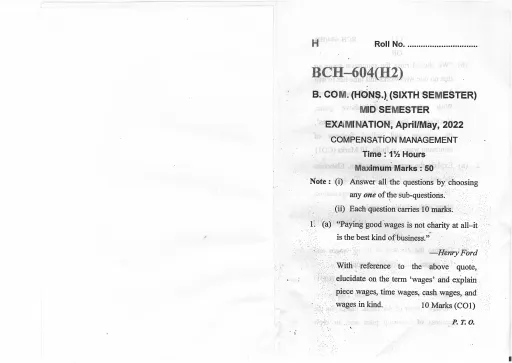 H Roll No. ................................
BCH–604(H2)
B. COM. (HONS.) (SIXTH SEMESTER)
MID SEMESTER
EXAMINATION, April/May, 2022
COMPENSATION MANAGEMENT
Time : 1½ Hours
Maximum Marks : 50
Note : (i) Answer all the questions by choosing
any one of the sub-questions.
(ii) Each question carries 10 marks.
1. (a) “Paying good wages is not charity at all–it
is the best kind of business.”
—Henry Ford
With reference to the above quote,
elucidate on the term ‘wages’ and explain
piece wages, time wages, cash wages, and
wages in kind. 10 Marks (CO1)
P. T. O.